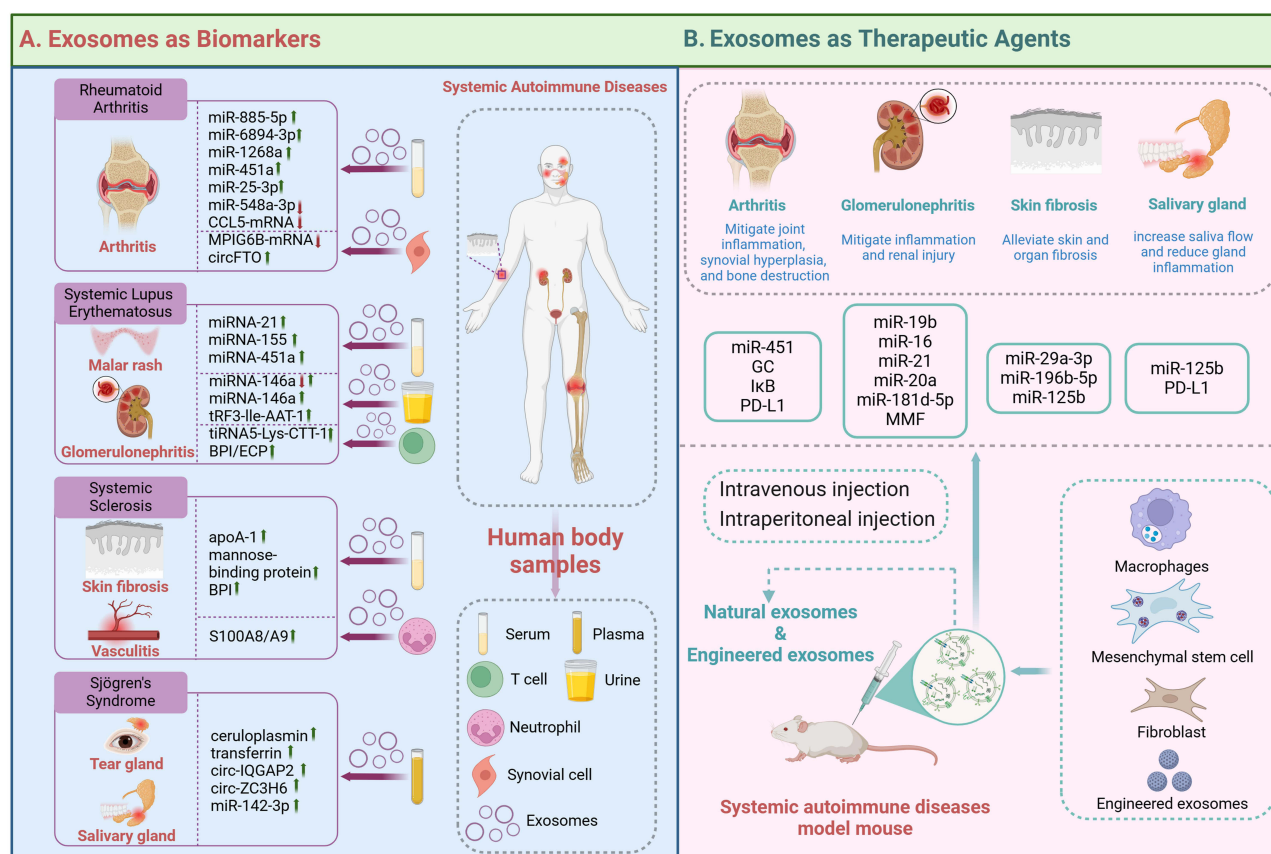 A. Exosomes as Biomarkers
Rheumatoid
Arthritis
Arthritis
miR-885-5p
miR-6894-3p
miR-1268a
miR-451a
miR-25-3p
miR-548a-3p
CCL5-mRNA
MPIG6B-mRNA
circFTO
Systemic Lupus
Erythematosus
Malar rash
Glomerulonephritis
miRNA-21
miRNA-155
miRNA-451a
miRNA-146a
miRNA-146a
tRF3-lle-AAT-1
tiRNA5-Lys-CTT-1
BPI/ECP
Systemic
Sclerosis
Skin fibrosis
Vasculitis
apoA-1
mannose-
binding protein
BPI
S100A8/A9
Sjögren's
Syndrome
Tear gland
Salivary gland
ceruloplasmin
transferrin
circ-IQGAP2
circ-ZC3H6
miR-142-3p
Systemic Autoimmune Diseases
Human body
samples
Serum
Plasma
T cell
Urine
Neutrophil
Synovial cell
Exosomes
B. Exosomes as Therapeutic Agents
Arthritis
Mitigate joint
inflammation,
synovial hyperplasia,
and bone destruction
Glomerulonephritis
Mitigate inflammation
and renal injury
Skin fibrosis
Alleviate skin and
organ fibrosis
Salivary gland
increase saliva flow
and reduce gland
inflammation
miR-451
GC
IκB
PD-L1
miR-19b
miR-16
miR-21
miR-20a
miR-181d-5p
MMF
miR-29a-3p
miR-196b-5p
miR-125b
miR-125b
PD-L1
Intravenous injection
Intraperitoneal injection
Natural exosomes
&
Engineered exosomes
Systemic autoimmune diseases
model mouse
Macrophages
Mesenchymal stem cell
Fibroblast
Engineered exosomes